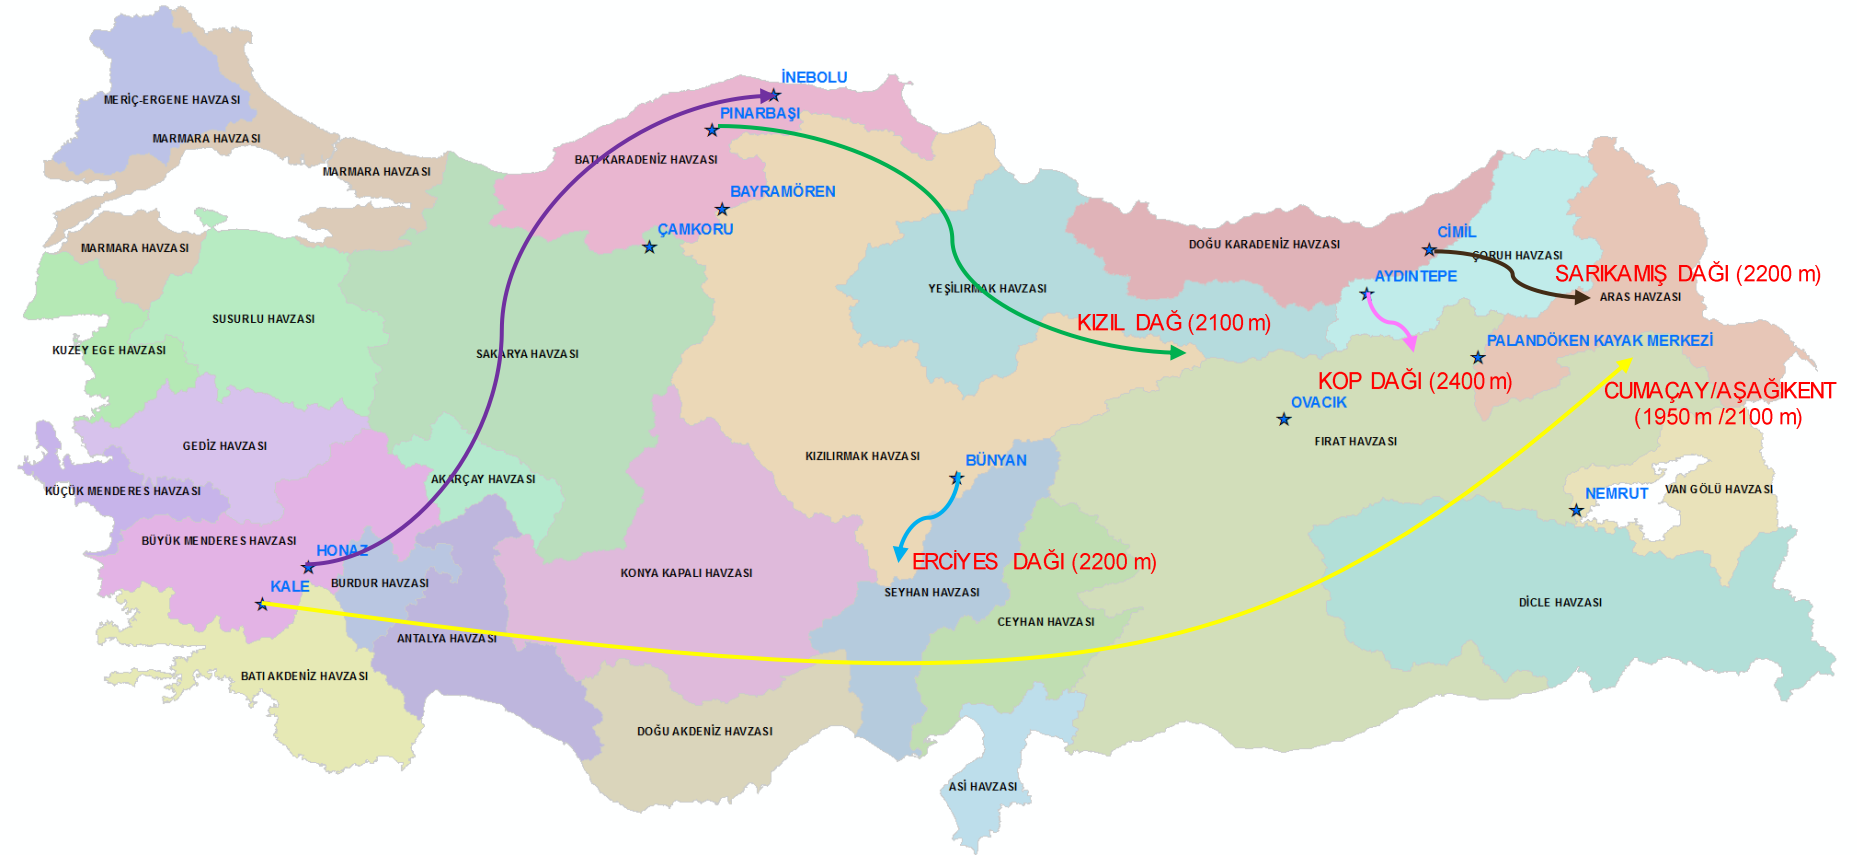 İNEBOLU
MERİÇ-ERGENE HAVZASI
PINARBAŞI
MARMARA HAVZASI
BATI KARADENİZ HAVZASI
MARMARA HAVZASI
BAYRAMÖREN
ÇAMKORU
CİMİL
DOĞU KARADENİZ HAVZASI
MARMARA HAVZASI
ÇORUH HAVZASI
SARIKAMIŞ DAĞI (2200 m)
AYDINTEPE
YEŞİLIRMAK HAVZASI
ARAS HAVZASI
SUSURLU HAVZASI
KIZIL DAĞ (2100 m)
PALANDÖKEN KAYAK MERKEZİ
KUZEY EGE HAVZASI
SAKARYA HAVZASI
KOP DAĞI (2400 m)
CUMAÇAY/AŞAĞIKENT
(1950 m /2100 m)
OVACIK
FIRAT HAVZASI
GEDİZ HAVZASI
KIZILIRMAK HAVZASI
BÜNYAN
AKARÇAY HAVZASI
KÜÇÜK MENDERES HAVZASI
NEMRUT
VAN GÖLÜ HAVZASI
BÜYÜK MENDERES HAVZASI
HONAZ
ERCİYES DAĞI (2200 m)
KONYA KAPALI HAVZASI
BURDUR HAVZASI
KALE
SEYHAN HAVZASI
DİCLE HAVZASI
CEYHAN HAVZASI
ANTALYA HAVZASI
BATI AKDENİZ HAVZASI
DOĞU AKDENİZ HAVZASI
ASİ HAVZASI